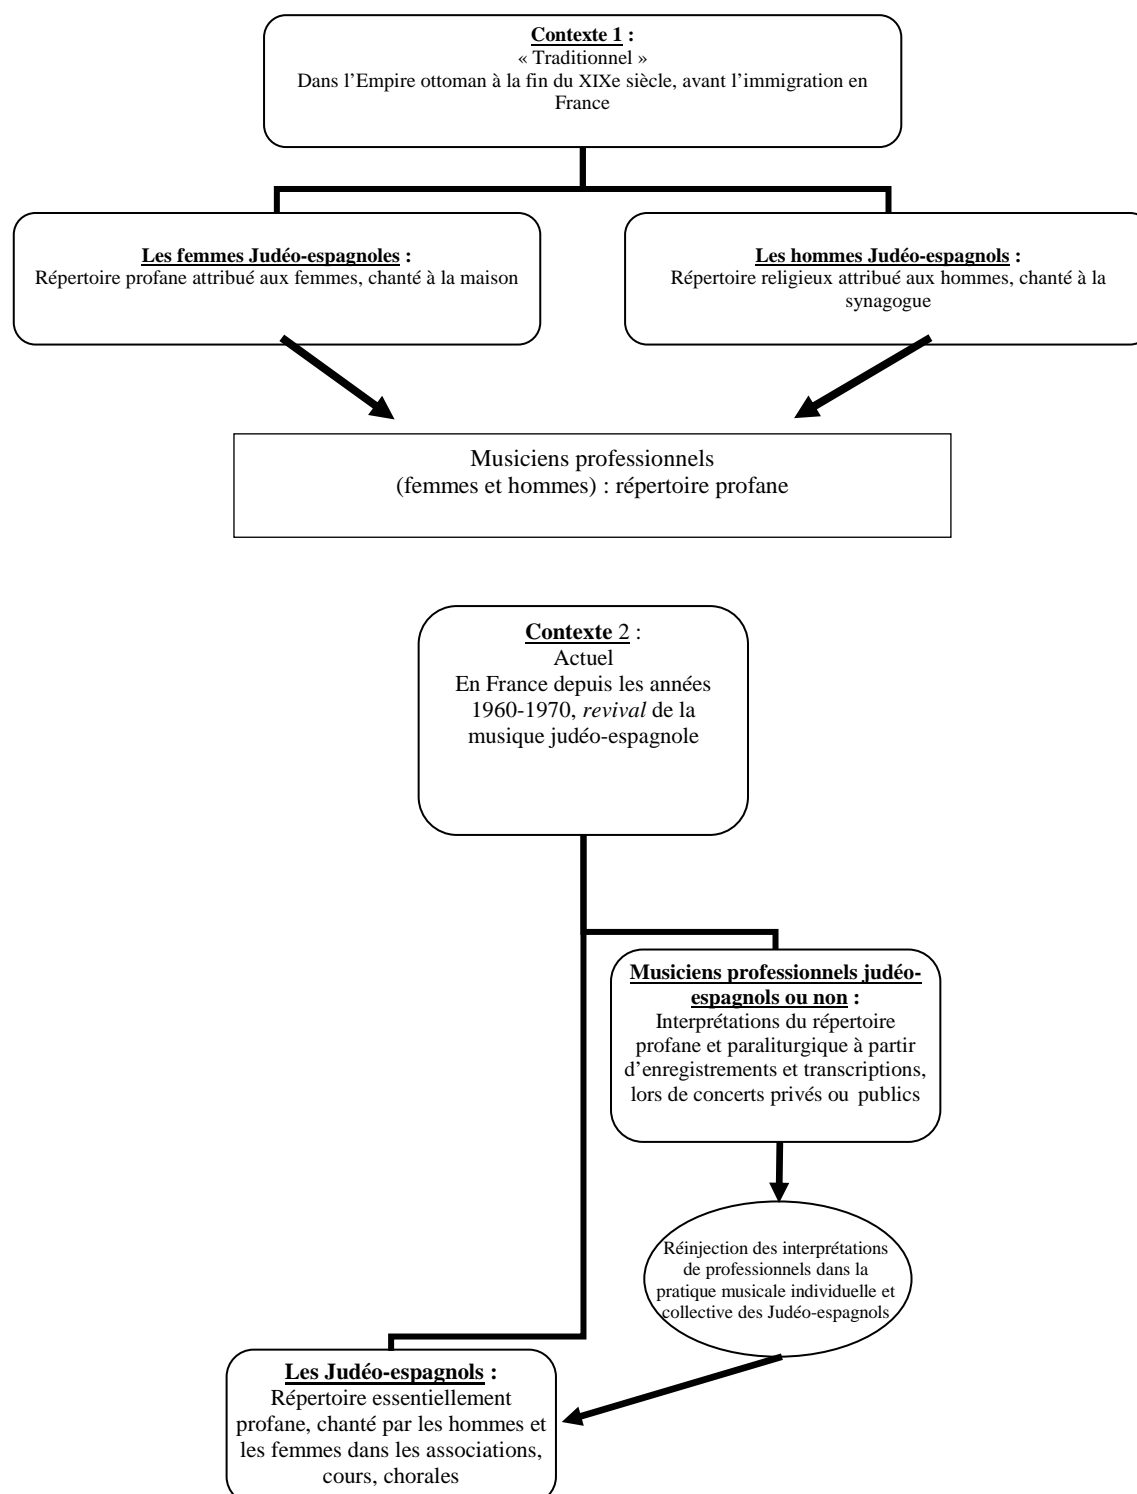 Contexte 1 :
« Traditionnel »
Dans l’Empire ottoman à la fin du XIXe siècle, avant l’immigration en
France
Les femmes Judéo-espagnoles :
Répertoire profane attribué aux femmes, chanté à la maison
Les hommes Judéo-espagnols :
Répertoire religieux attribué aux hommes, chanté à la
synagogue
Musiciens professionnels
(femmes et hommes) : répertoire profane
Contexte 2 :
Actuel
En France depuis les années
1960-1970, revival de la
musique judéo-espagnole
Musiciens professionnels judéo-
espagnols ou non :
Interprétations du répertoire
profane et paraliturgique à partir
d’enregistrements et transcriptions,
lors de concerts privés ou publics
Réinjection des interprétations
de professionnels dans la
pratique musicale individuelle et
collective des Judéo-espagnols
Les Judéo-espagnols :
Répertoire essentiellement
profane, chanté par les hommes et
les femmes dans les associations,
cours, chorales